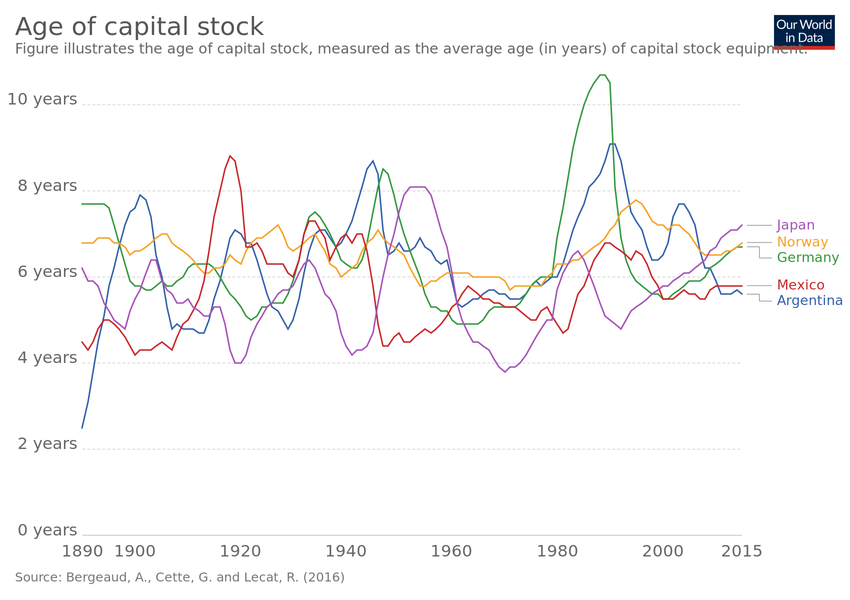 Age of capital stock
Our World
in Data
Figure illustrates the age of capital stock, measured as the average age (in years) of capital stock equipment.
10 years
8 years
6 years
4 years
2 years
0 years
Japan
Norway
Germany
Mexico
Argentina
1890 1900 1920 1940 1960 1980 2000 2015
Source: Bergeaud, A., Cette, G. and Lecat, R. (2016)